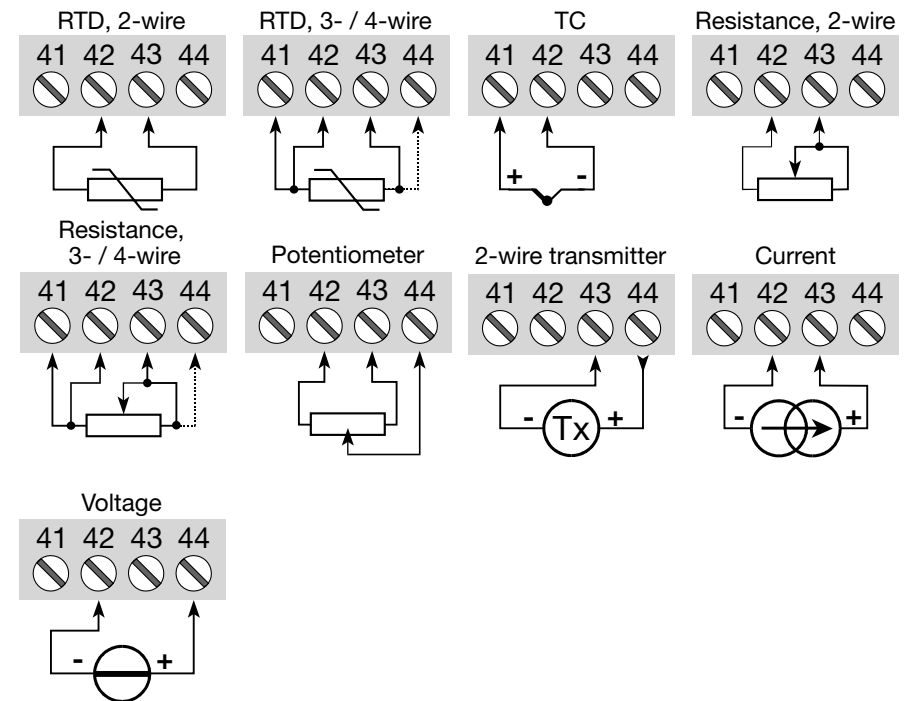 RTD, 2-wire
41 42 43 44
RTD, 3- / 4-wire
41 42 43 44
TC
41 42 43 44
+ -
Resistance, 2-wire
41 42 43 44
Resistance,
3- / 4-wire
41 42 43 44
Potentiometer
41 42 43 44
2-wire transmitter
41 42 43 44
- Tx +
Current
41 42 43 44
- +
Voltage
41 42 43 44
- +